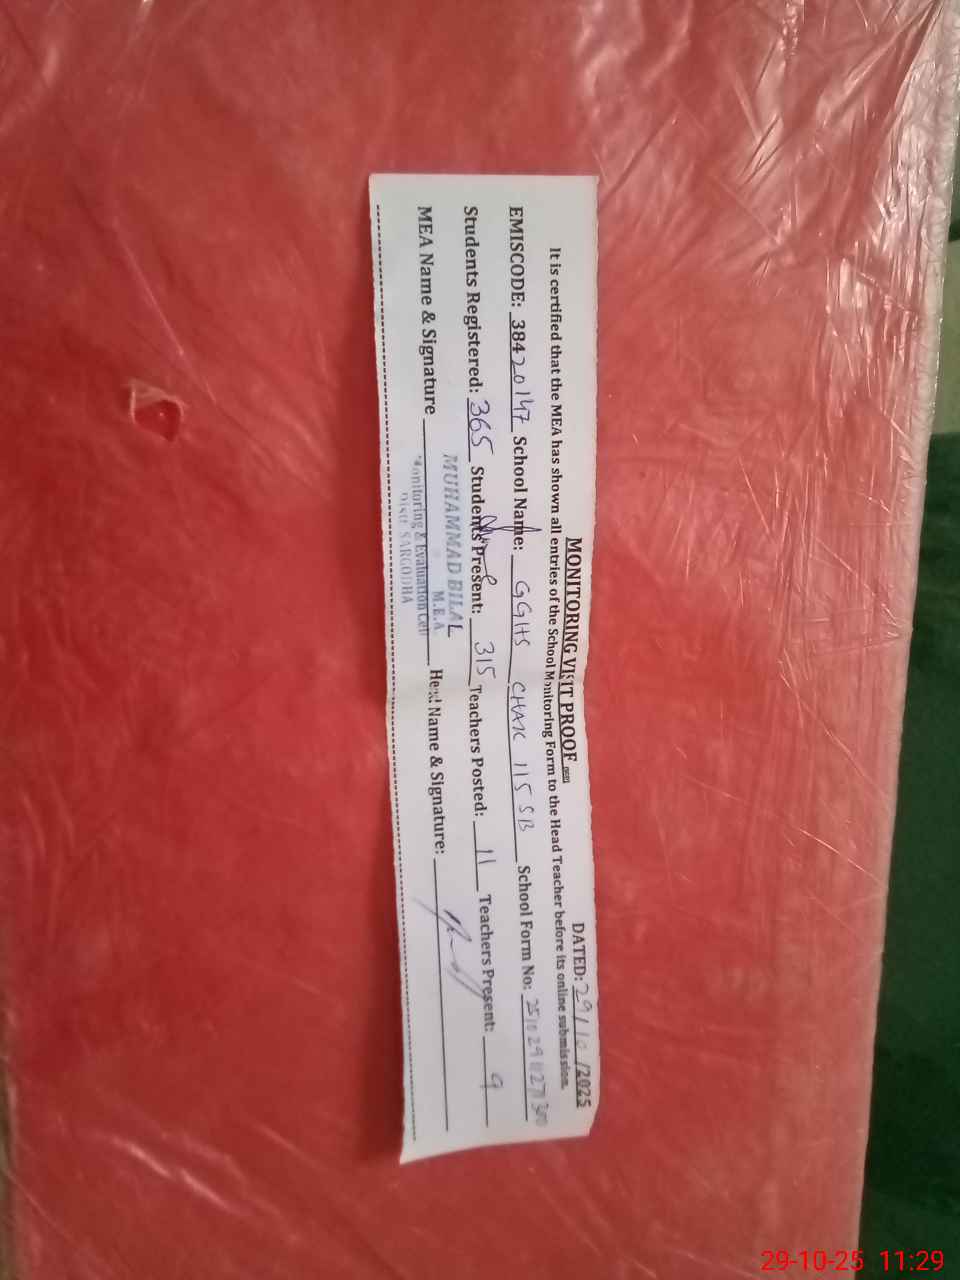 MONITORING VISIT PROOF
DATED: 29/10/2025
It is certified that the MEA has shown all entries of the School Monitoring Form to the Head Teacher before its online submission.
EMISCODE: 38420147 School Name: GGHS CHAK 115 SB School Form No:
Students Registered: 365 Students Present: 315 Teachers Posted: 11 Teachers Present: 9
MEA Name & Signature Head Name & Signature:
MUHAMMAD BILAL
M.E.A.
Monitoring & Evaluation Cell
Distt SARGODHA
29-10-25 11:29